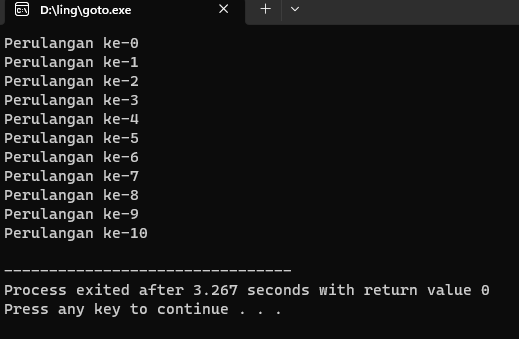 D:\ling\goto.exe
Perulangan ke-0
Perulangan ke-1
Perulangan ke-2
Perulangan ke-3
Perulangan ke-4
Perulangan ke-5
Perulangan ke-6
Perulangan ke-7
Perulangan ke-8
Perulangan ke-9
Perulangan ke-10
--------------------------------
Process exited after 3.267 seconds with return value 0
Press any key to continue . . .